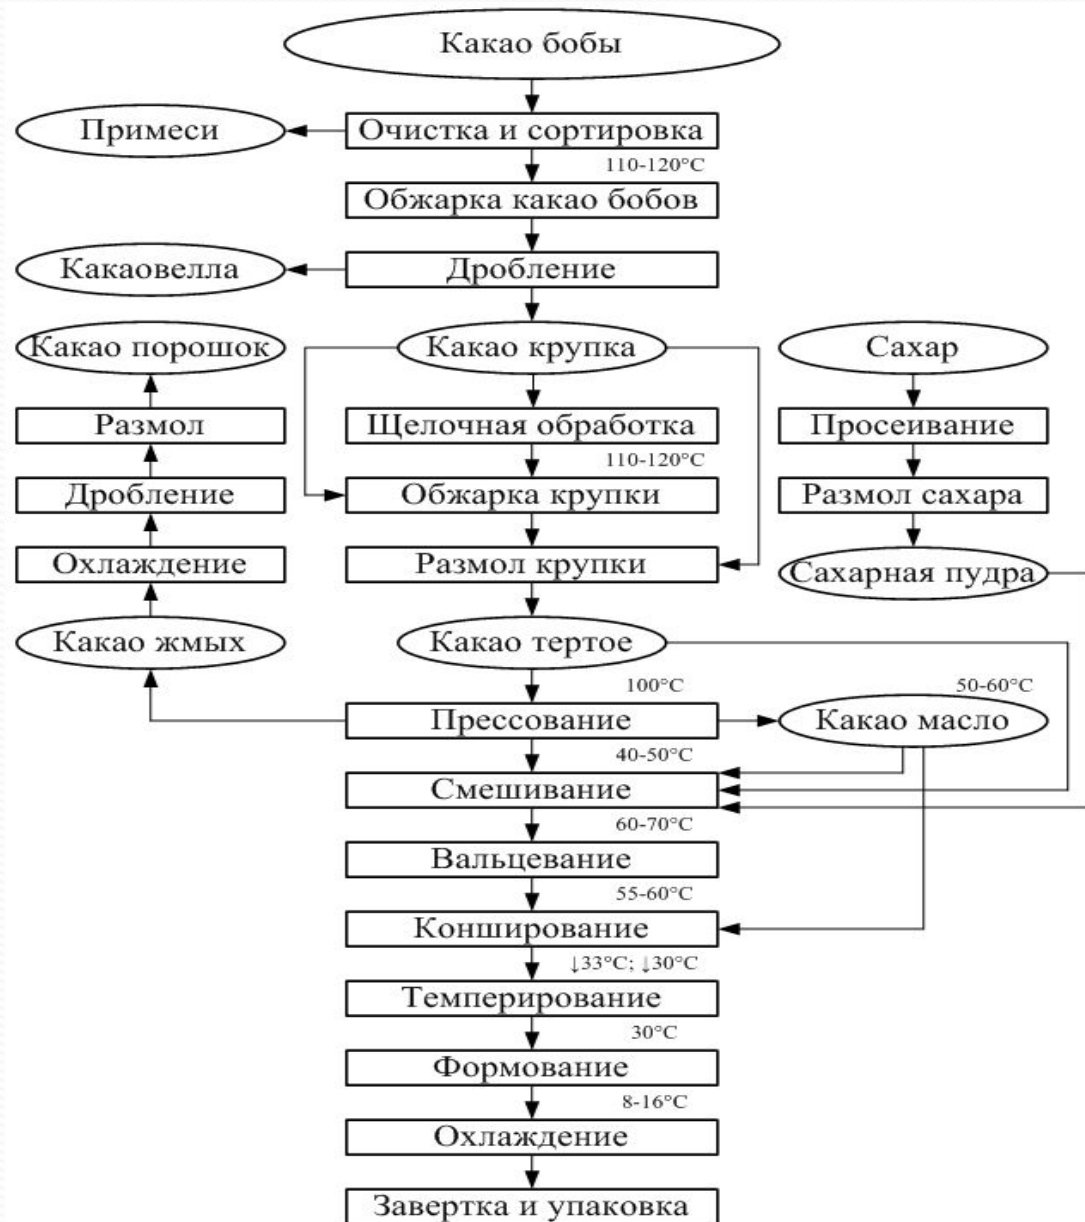 Какао бобы
Примеси
Очистка и сортировка
110-120°C
Обжарка какао бобов
Какаовелла
Дробление
Какао порошок
Какао крупка
Сахар
Размол
Щелочная обработка
Просеивание
110-120°C
Дробление
Обжарка крупки
Размол сахара
Охлаждение
Размол крупки
Сахарная пудра
Какао жмых
Какао тертое
100°C
50-60°C
Прессование
Какао масло
40-50°C
Смешивание
60-70°C
Вальцевание
55-60°C
Конширование
↓33°C; ↓30°C
Темперирование
30°C
Формование
8-16°C
Охлаждение
Завертка и упаковка